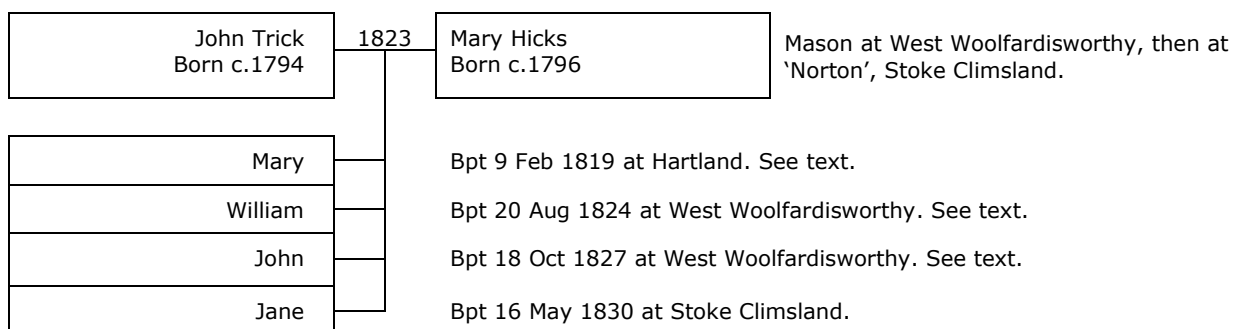 John Trick
Born c.1794
1823
Mary Hicks
Born c.1796
Mason at West Woolfardisworthy, then at
‘Norton’, Stoke Climsland.
Mary
Bpt 9 Feb 1819 at Hartland. See text.
William
Bpt 20 Aug 1824 at West Woolfardisworthy. See text.
John
Bpt 18 Oct 1827 at West Woolfardisworthy. See text.
Jane
Bpt 16 May 1830 at Stoke Climsland.